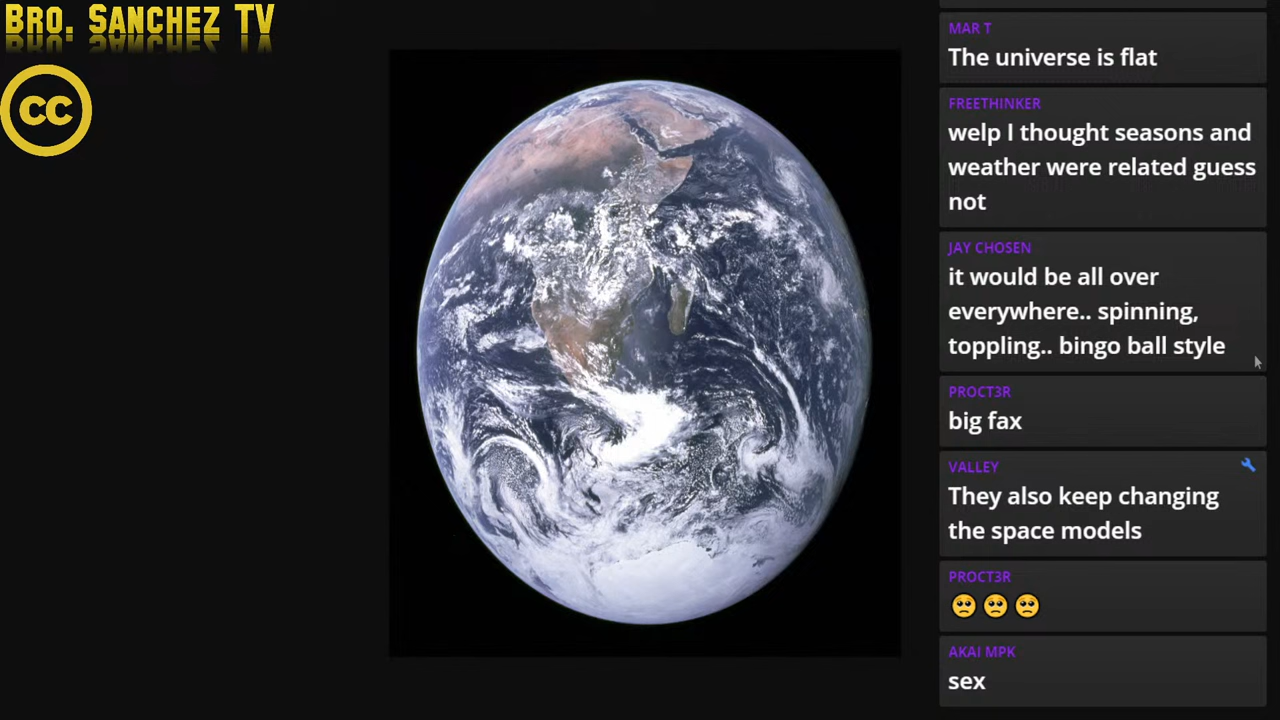 Bro. Sanchez TV
CC
MAR T
The universe is flat
FREETHINKER
welp I thought seasons and
weather were related guess
not
JAY CHOSEN
it would be all over
everywhere.. spinning,
toppling.. bingo ball style
PROCT3R
big fax
VALLEY
They also keep changing
the space models
PROCT3R
🥺🥺🥺
AKAI MPK
sex